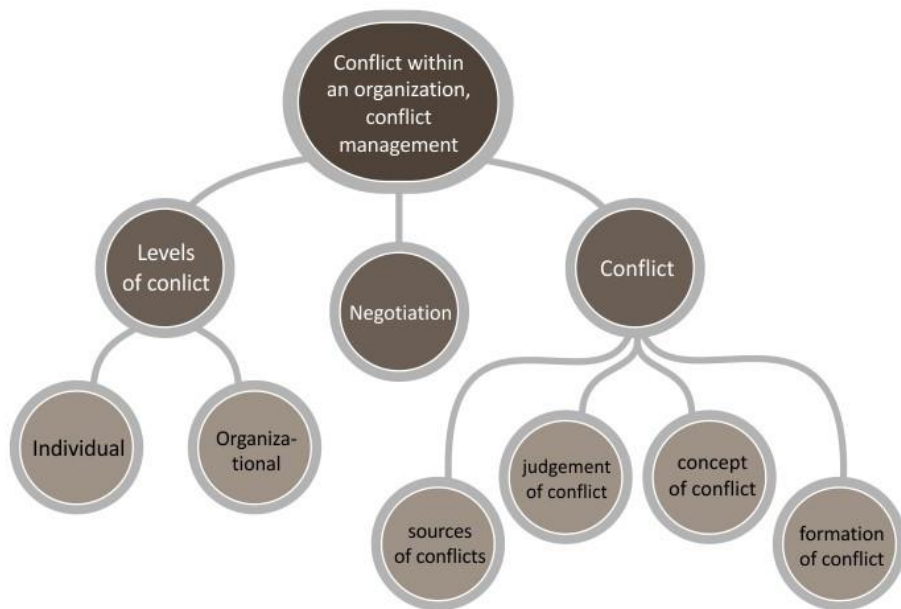 Conflict within
an organization,
conflict
management
Levels
of conlict
Negotiation
Conflict
Individual
Organiza-
tional
sources
of conflicts
judgement
of conflict
concept
of conflict
formation
of conflict